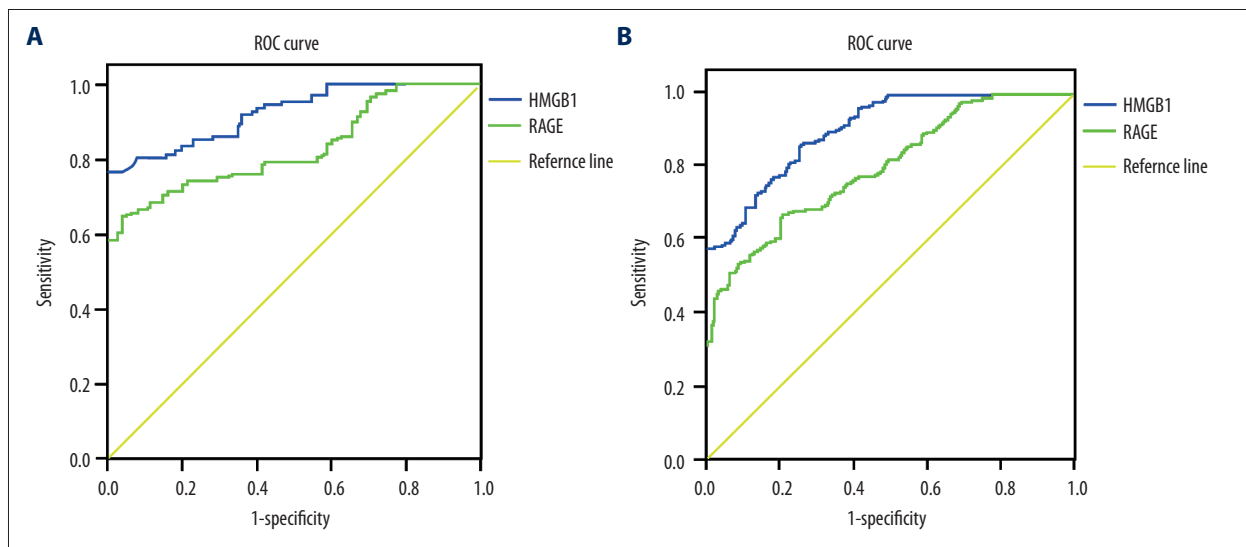 A
ROC curve
Sensitivity
1.0
0.8
0.6
0.4
0.2
0.0
0.0 0.2 0.4 0.6 0.8 1.0
1-specificity
HMGB1
RAGE
Refernce line
B
ROC curve
Sensitivity
1.0
0.8
0.6
0.4
0.2
0.0
0.0 0.2 0.4 0.6 0.8 1.0
1-specificity
HMGB1
RAGE
Refernce line